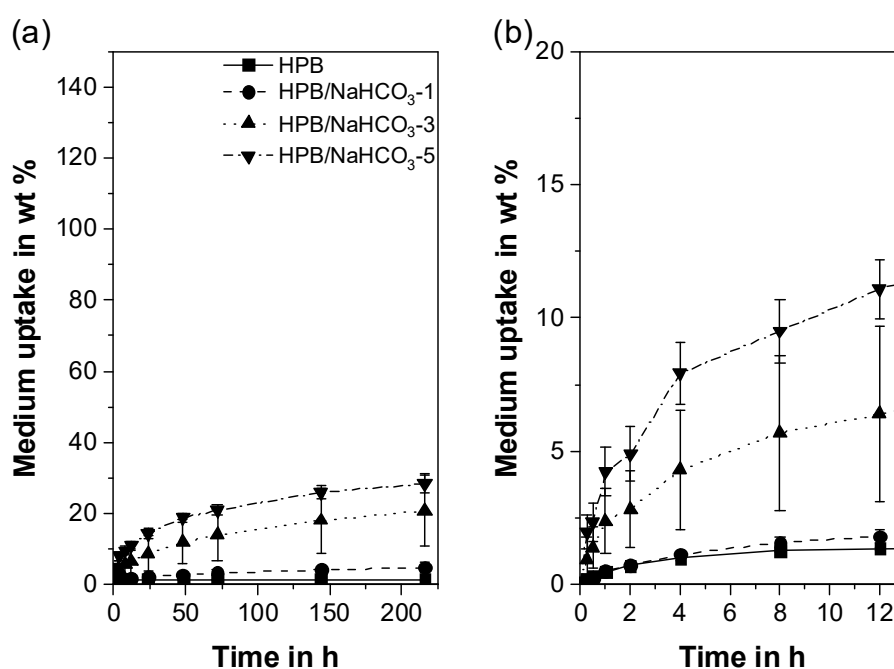 (a)
(b)
Medium uptake in wt %
140
120
100
80
60
40
20
0
HPB
HPB/NaHCO₃-1
HPB/NaHCO₃-3
HPB/NaHCO₃-5
0 50 100 150 200
Time in h
Medium uptake in wt %
20
15
10
5
0
0 2 4 6 8 10 12
Time in h